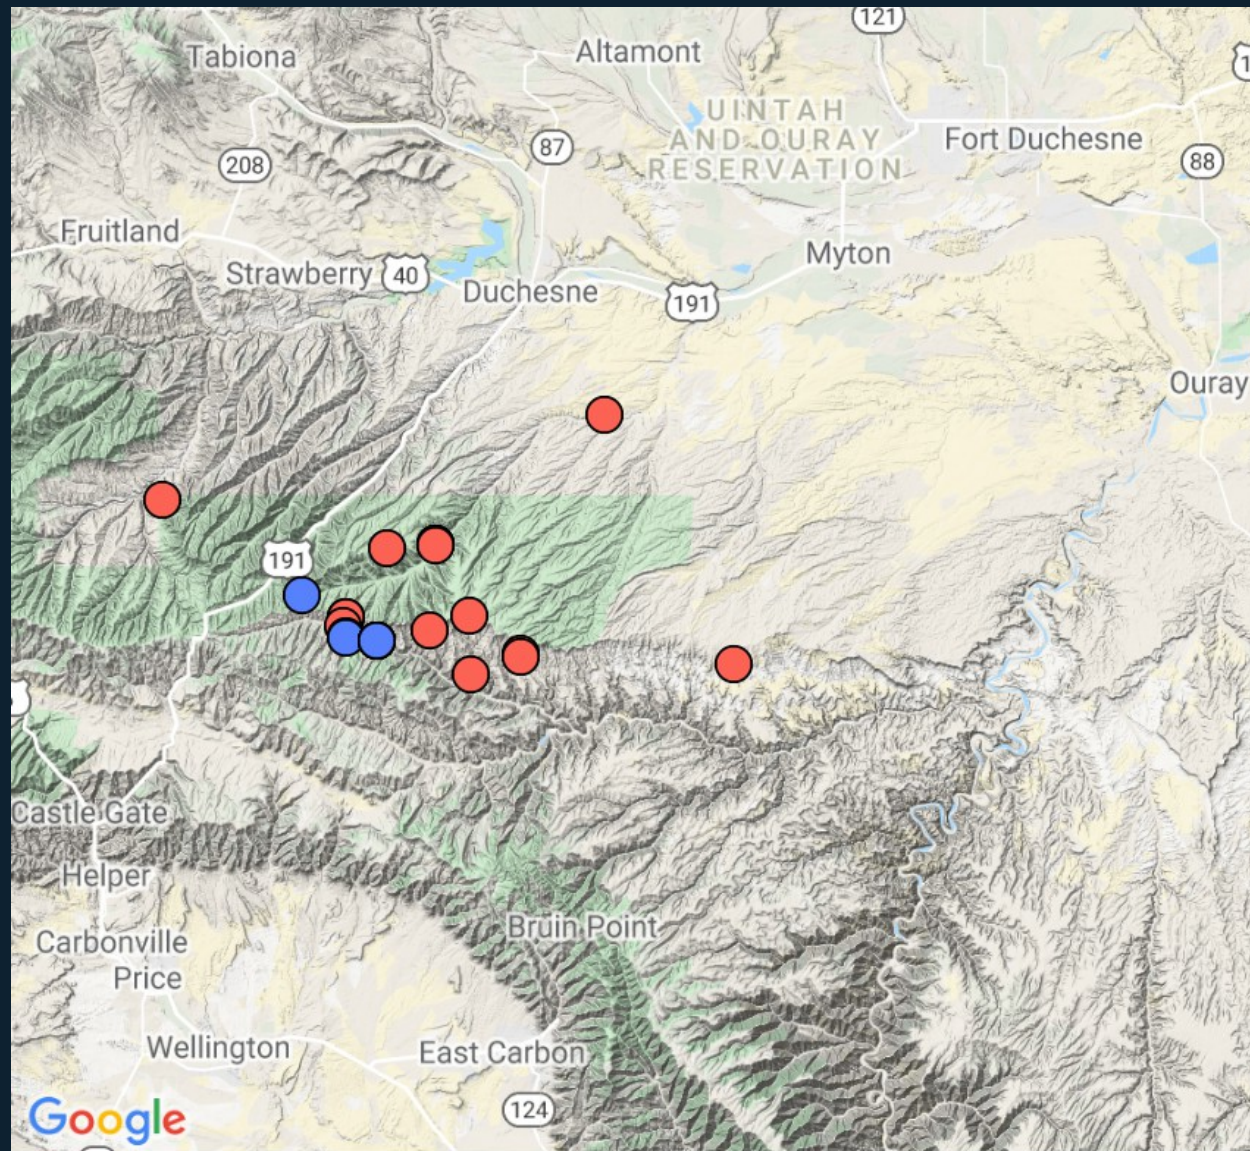 121
Tabiona
Altamont
UINTAH
AND OURAY
RESERVATION
87
Fort Duchesne
208
88
Fruitland
Myton
Strawberry
40
Duchesne
191
Ouray
191
Castle Gate
Helper
Bruin Point
Carbonville
Price
Wellington
East Carbon
124
Google